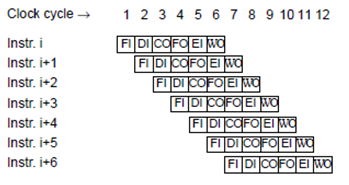 Clock cycle → 1 2 3 4 5 6 7 8 9 10 11 12
Instr. i FI DI CO FO EI WO
Instr. i+1 FI DI CO FO EI WO
Instr. i+2 FI DI CO FO EI WO
Instr. i+3 FI DI CO FO EI WO
Instr. i+4 FI DI CO FO EI WO
Instr. i+5 FI DI CO FO EI WO
Instr. i+6 FI DI CO FO EI WO